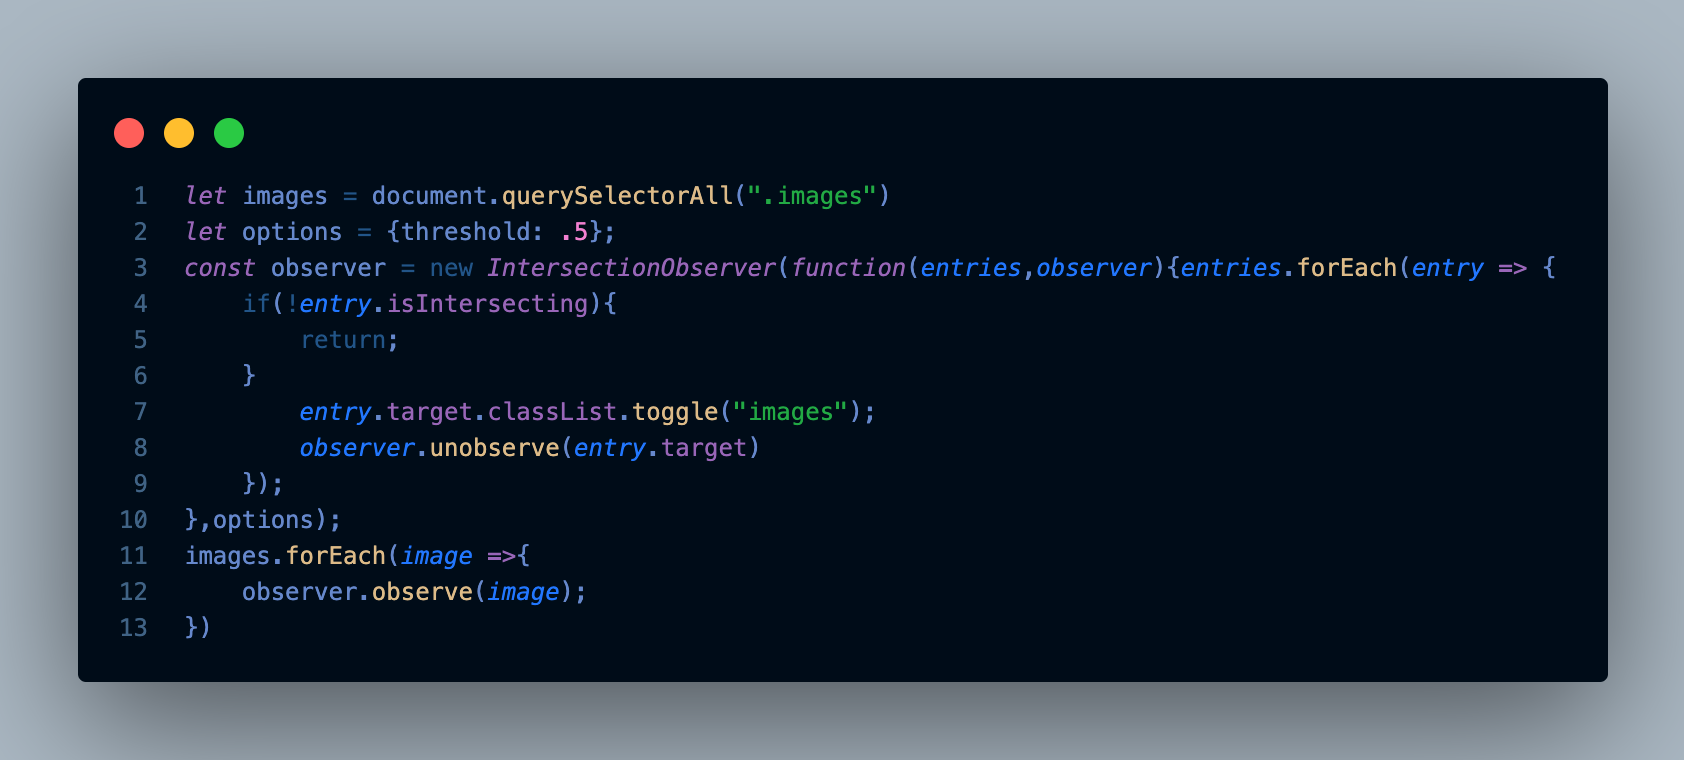 1 let images = document.querySelectorAll(".images")
2 let options = {threshold: .5};
3 const observer = new IntersectionObserver(function(entries,observer){entries.forEach(entry => {
4     if(!entry.isIntersecting){
5         return;
6     }
7         entry.target.classList.toggle("images");
8         observer.unobserve(entry.target)
9     });
10 },options);
11 images.forEach(image =>{
12     observer.observe(image);
13 })